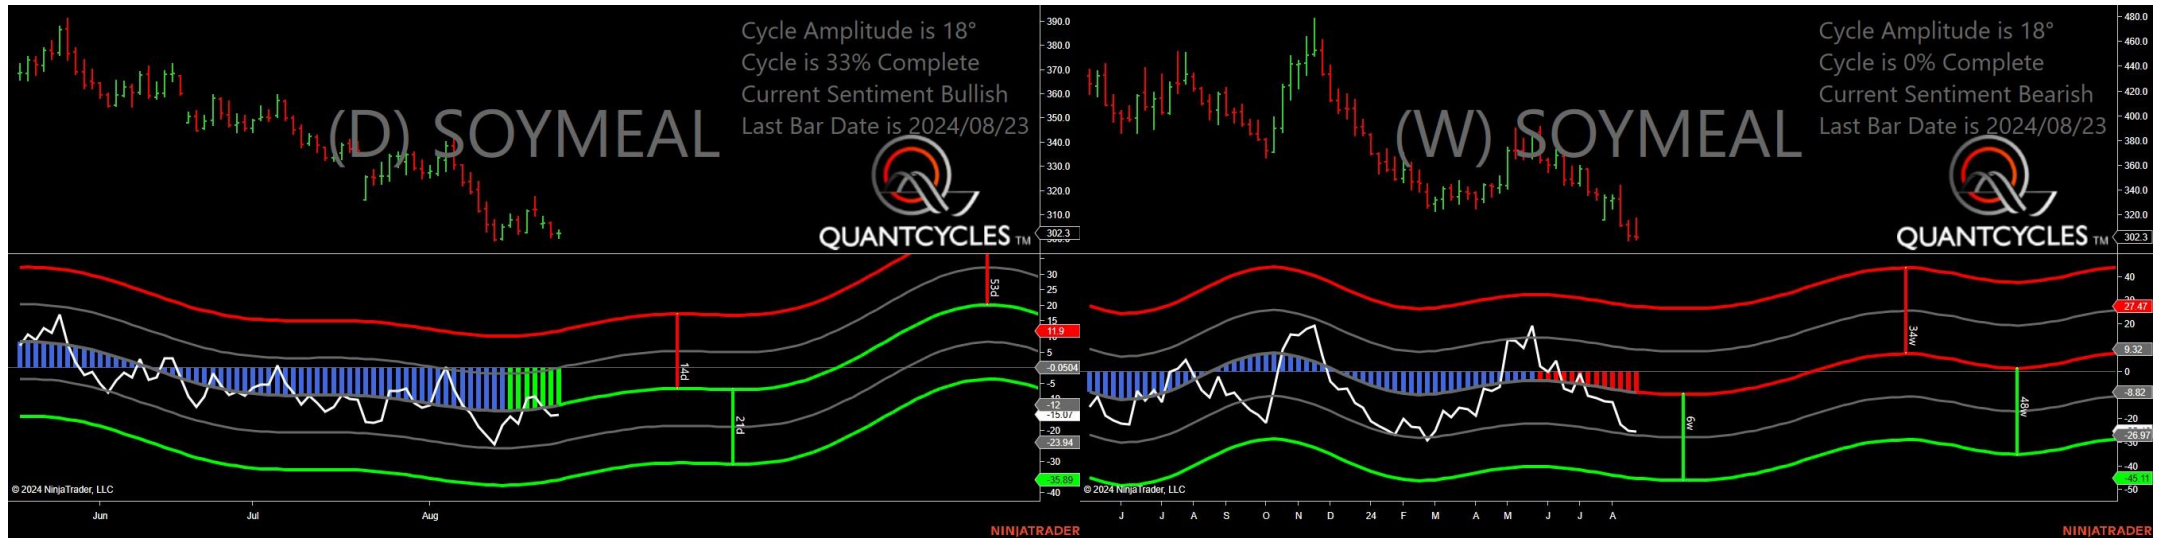 Cycle Amplitude is 18°
Cycle is 33% Complete
Current Sentiment Bullish
Last Bar Date is 2024/08/23
(D) SOYMEAL
QUANTCYCLES TM
390.0
380.0
370.0
360.0
350.0
340.0
330.0
320.0
310.0
302.3
30
25
20
15
11.9
5
-0.0504
-5
-12
-15.07
-20
-23.94
-30
-35.89
-40
14d
21d
53d
© 2024 NinjaTrader, LLC
Jun Jul Aug
NINJATRADER
Cycle Amplitude is 18°
Cycle is 0% Complete
Current Sentiment Bearish
Last Bar Date is 2024/08/23
(W) SOYMEAL
QUANTCYCLES TM
480.0
460.0
440.0
420.0
400.0
380.0
360.0
340.0
320.0
302.3
40
27.47
20
9.32
0
-8.82
-20
-26.97
-30
-40
-45.11
-50
6w
34w
48w
© 2024 NinjaTrader, LLC
J J A S O N D 24 F M A M J J A
NINJATRADER